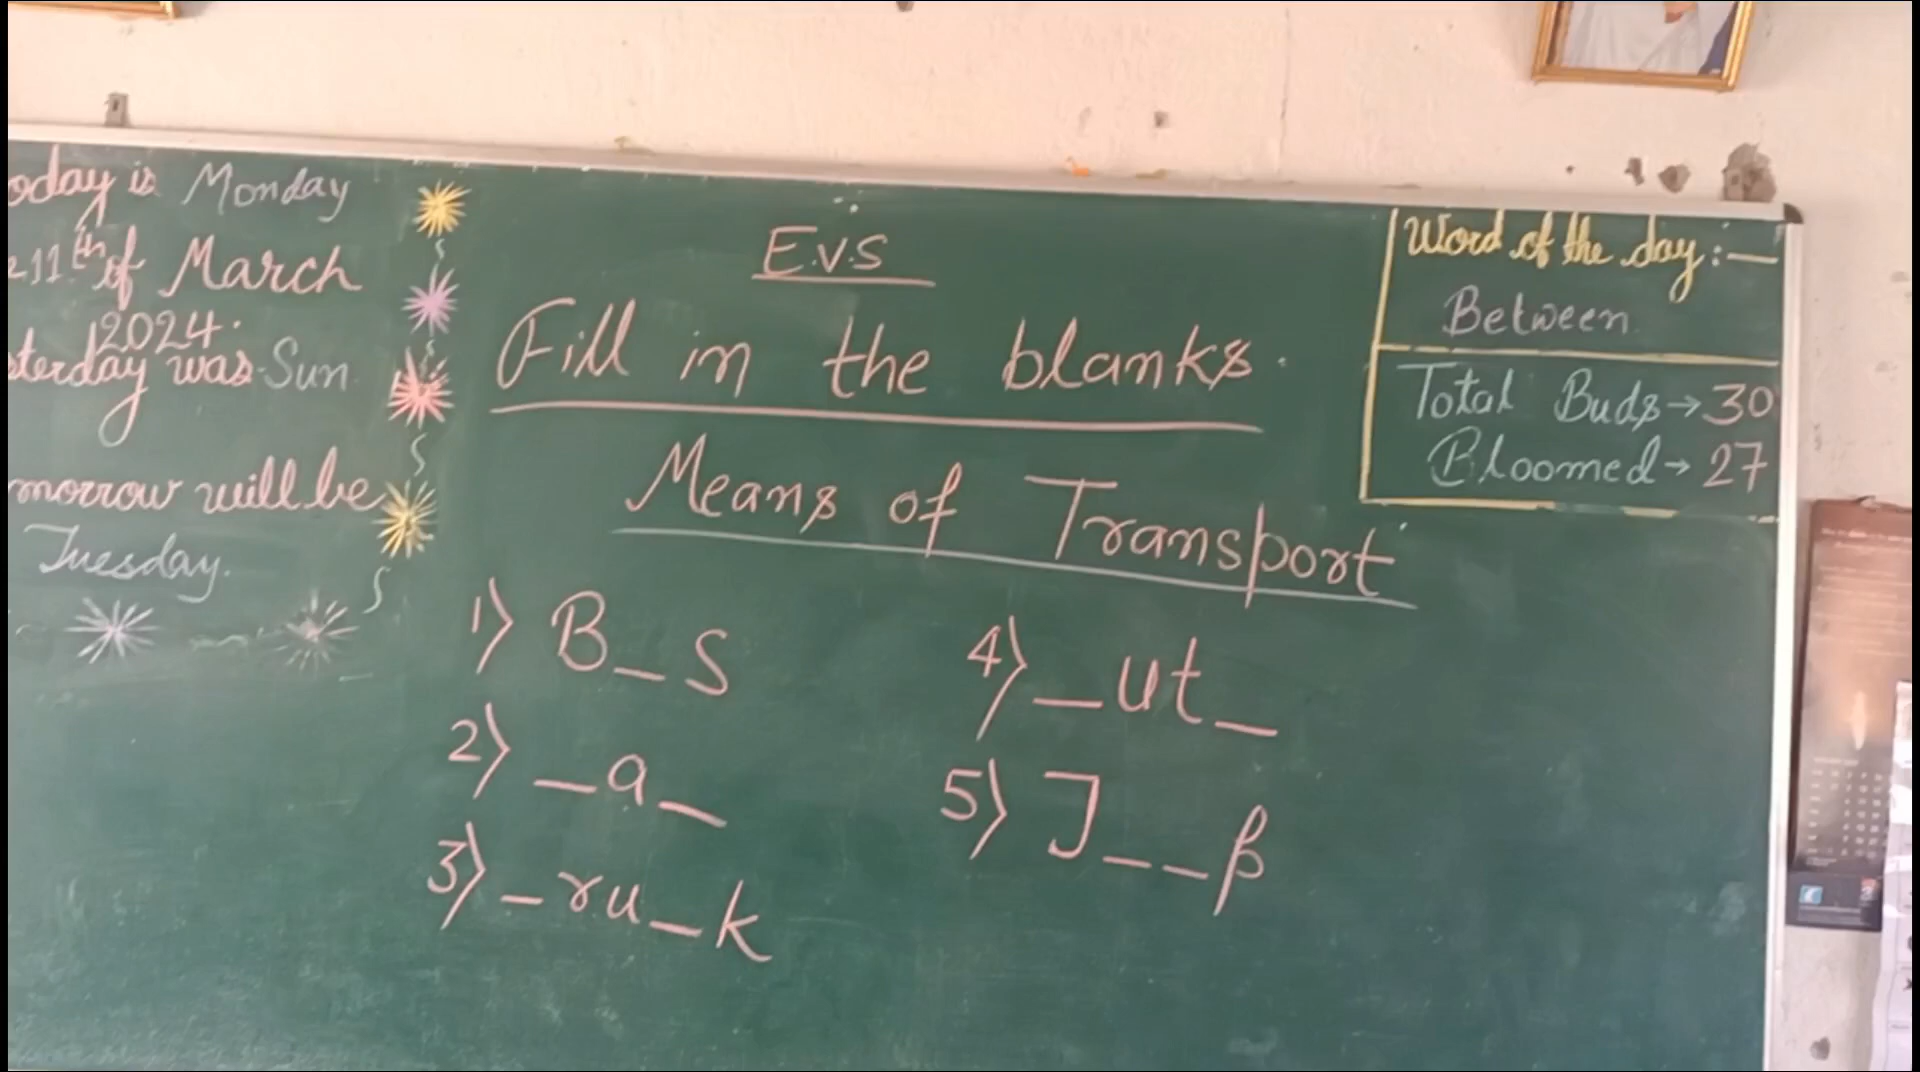 oday is Monday
11th of March
2024.
sterday was Sun
morrow will be
Tuesday.
E.V.S
Fill in the blanks.
Means of Transport
1) B_s
2) _a_
3) _ru_k
4) _ut_
5) J__p
Word of the day :—
Between
Total Buds → 30
Bloomed → 27